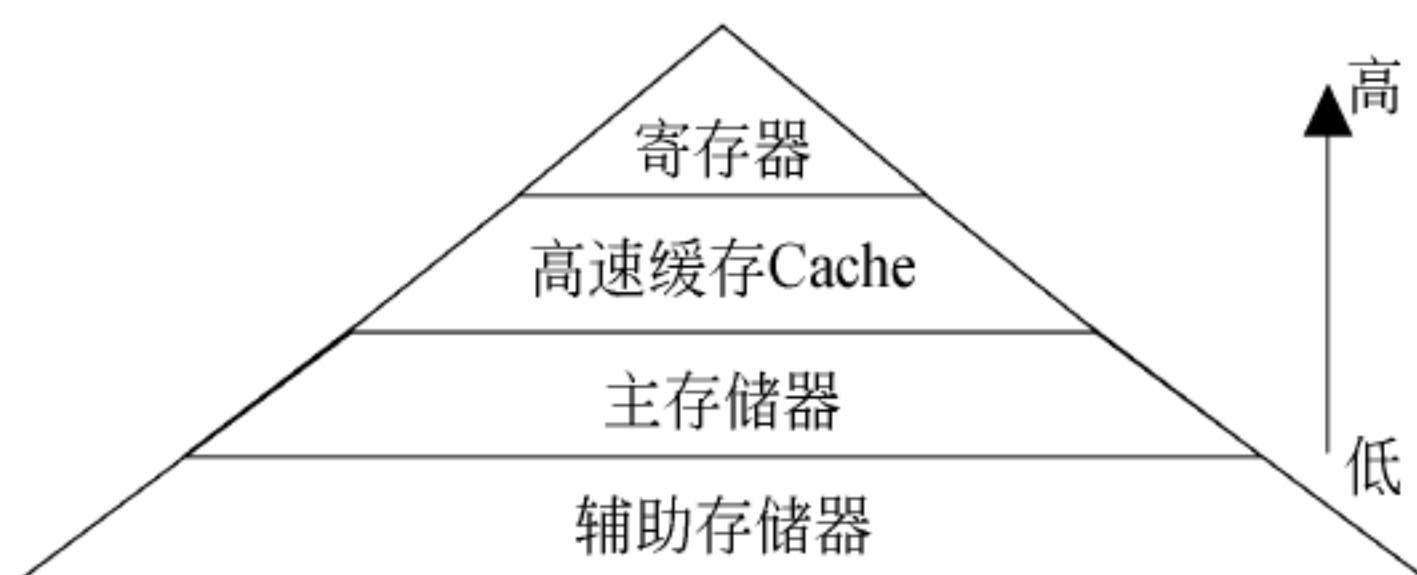 高
寄存器
高速缓存Cache
主存储器
低
辅助存储器